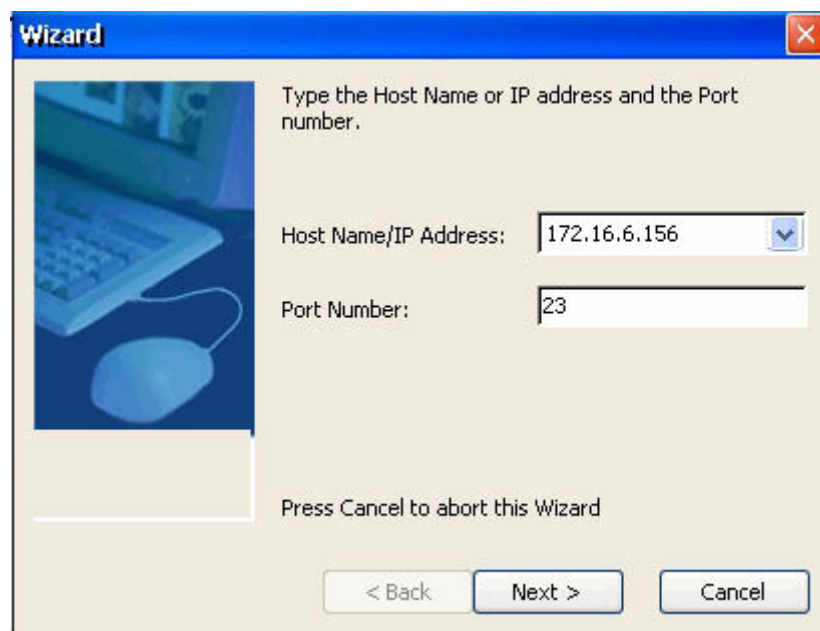 Wizard
Type the Host Name or IP address and the Port
number.
Host Name/IP Address:
172.16.6.156
Port Number:
23
Press Cancel to abort this Wizard
< Back
Next >
Cancel